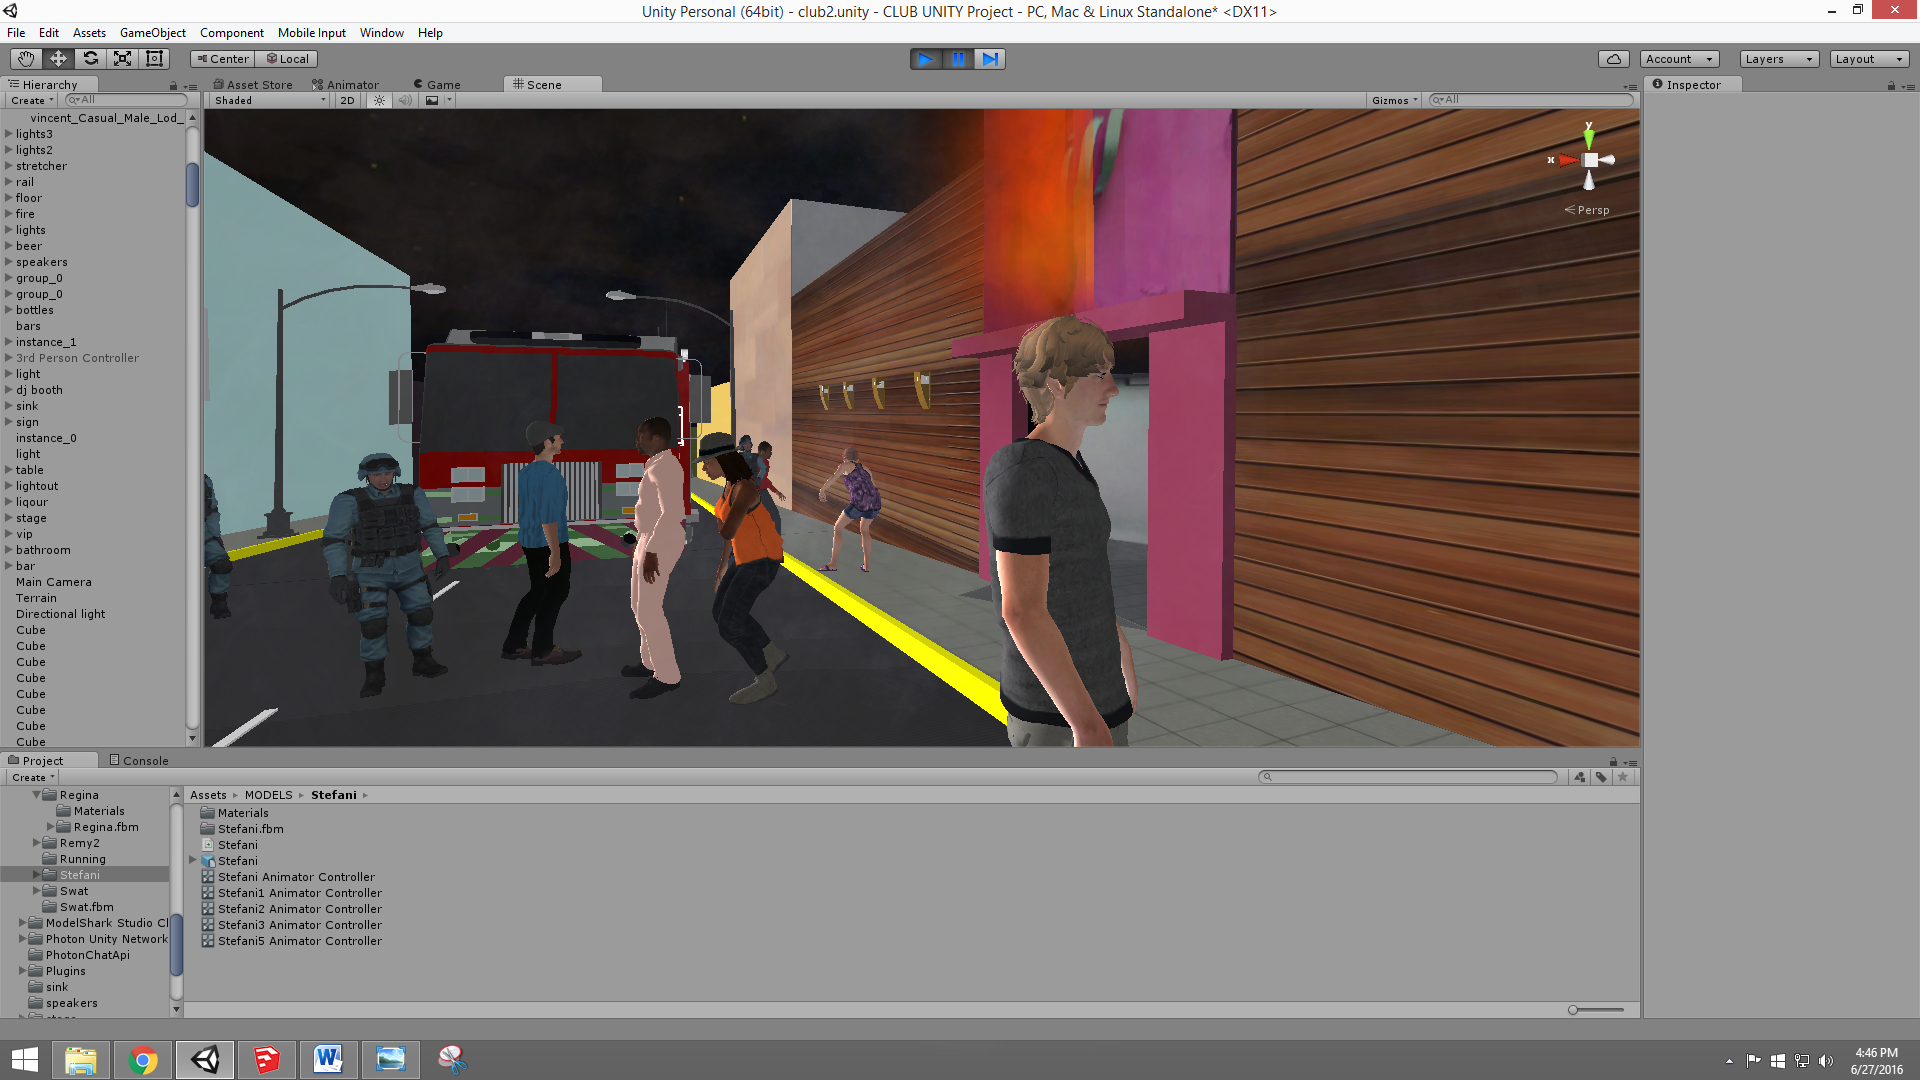 Unity Personal (64bit) - club2.unity - CLUB UNITY Project - PC, Mac & Linux Standalone* <DX11>
File Edit Assets GameObject Component Mobile Input Window Help
Center Local Account Layers Layout
Hierarchy Asset Store Animator Game Scene Inspector
Create All Shaded 2D Gizmos All
vincent_Casual_Male_Lod_
lights3
lights2
stretcher
rail
floor
fire
lights
beer
speakers
group_0
group_0
bottles
bars
instance_1
3rd Person Controller
light
dj booth
sink
sign
instance_0
light
table
lightout
liqour
stage
vip
bathroom
bar
Main Camera
Terrain
Directional light
Cube
Cube
Cube
Cube
Cube
Cube
Cube
Cube
y
x
Persp
Project Console
Create
Regina
Materials
Regina.fbm
Remy2
Running
Stefani
Swat
Swat.fbm
ModelShark Studio Cl
Photon Unity Network
PhotonChatApi
Plugins
sink
speakers
Assets MODELS Stefani
Materials
Stefani.fbm
Stefani
Stefani
Stefani Animator Controller
Stefani1 Animator Controller
Stefani2 Animator Controller
Stefani3 Animator Controller
Stefani5 Animator Controller
4:46 PM
6/27/2016